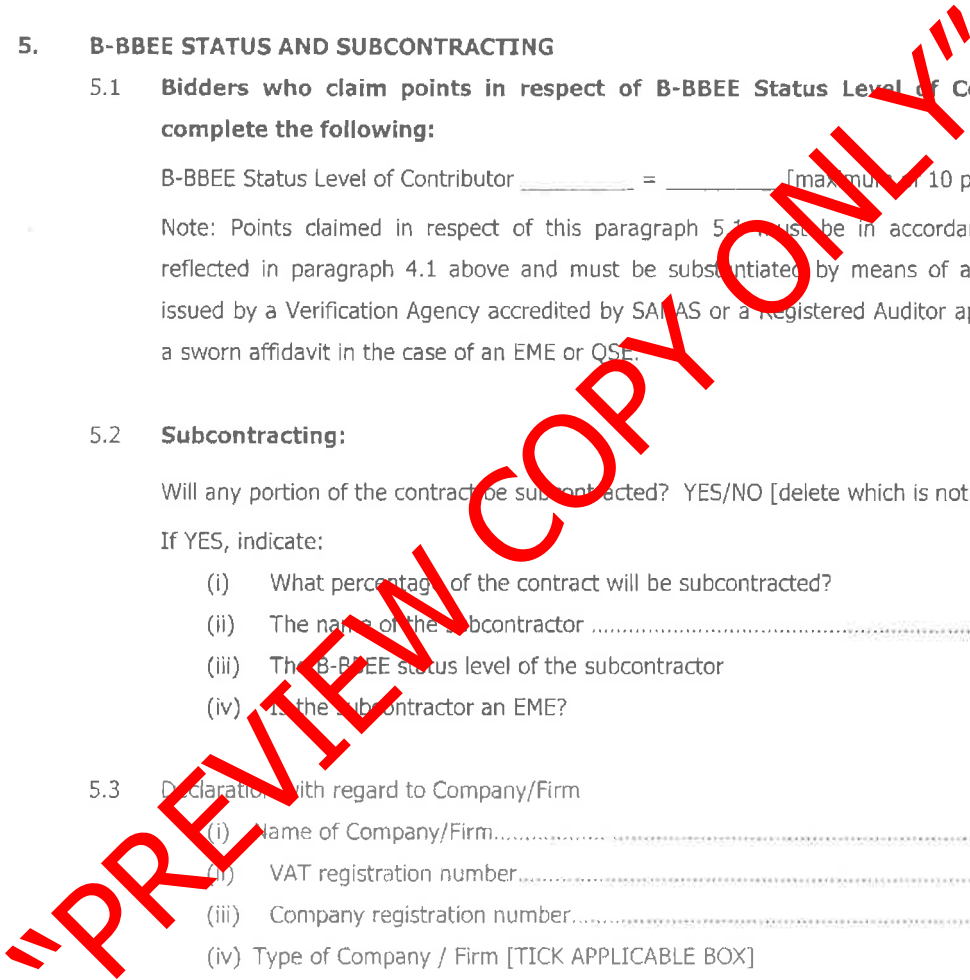 5. B-BBEE STATUS AND SUBCONTRACTING
5.1 Bidders who claim points in respect of B-BBEE Status Level of
complete the following:
B-BBEE Status Level of Contributor ________ = ________ [maximum of 10
Note: Points claimed in respect of this paragraph 5.1 must be in
reflected in paragraph 4.1 above and must be substantiated by means of a
issued by a Verification Agency accredited by SANAS or a Registered Auditor
a sworn affidavit in the case of an EME or QSE.
5.2 Subcontracting:
Will any portion of the contract be subcontracted? YES/NO [delete which is not
If YES, indicate:
(i) What percentage of the contract will be subcontracted?
(ii) The name of the subcontractor ..........................................................
(iii) The B-BBEE status level of the subcontractor
(iv) Is the subcontractor an EME?
5.3 Declaration with regard to Company/Firm
(i) Name of Company/Firm..........................................................
(ii) VAT registration number..........................................................
(iii) Company registration number..........................................................
(iv) Type of Company / Firm [TICK APPLICABLE BOX]
“PREVIEW COPY ONLY”